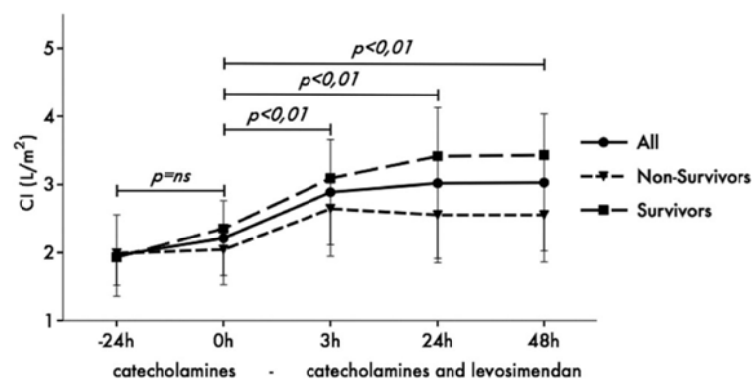 5
p<0,01
p<0,01
4
p<0,01
All
CI (L/m²)
p=ns
3
Non-Survivors
Survivors
2
1
-24h 0h 3h 24h 48h
catecholamines - catecholamines and levosimendan